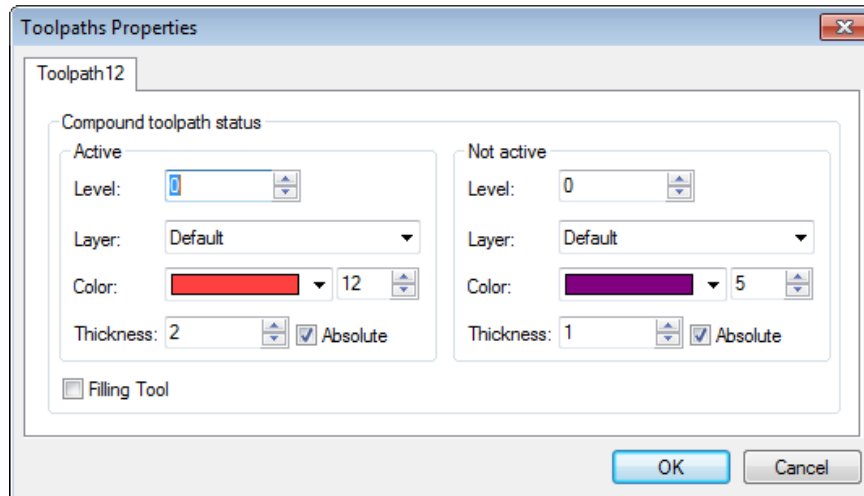 Toolpaths Properties
Toolpath12
Compound toolpath status
Active
Level: 0
Layer: Default
Color: 12
Thickness: 2 Absolute
Not active
Level: 0
Layer: Default
Color: 5
Thickness: 1 Absolute
Filling Tool
OK Cancel